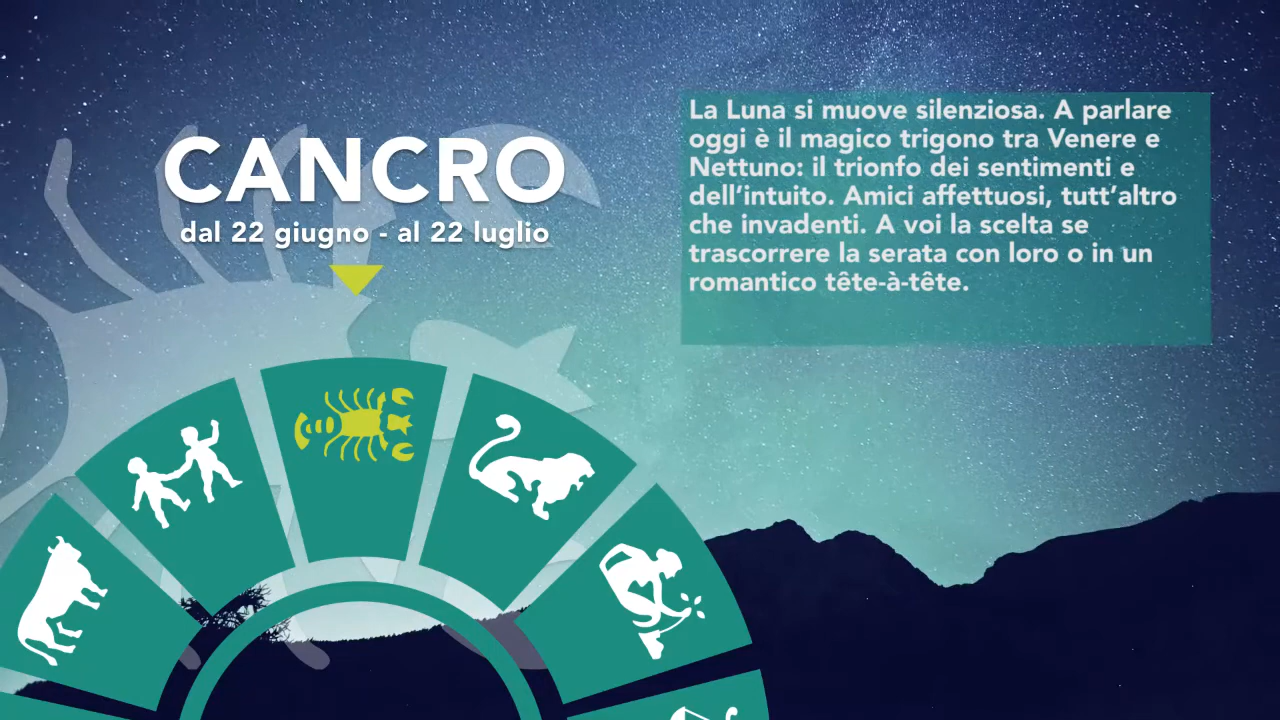 CANCRO
dal 22 giugno - al 22 luglio
La Luna si muove silenziosa. A parlare
oggi è il magico trigono tra Venere e
Nettuno: il trionfo dei sentimenti e
dell’intuito. Amici affettuosi, tutt’altro
che invadenti. A voi la scelta se
trascorrere la serata con loro o in un
romantico tête-à-tête.